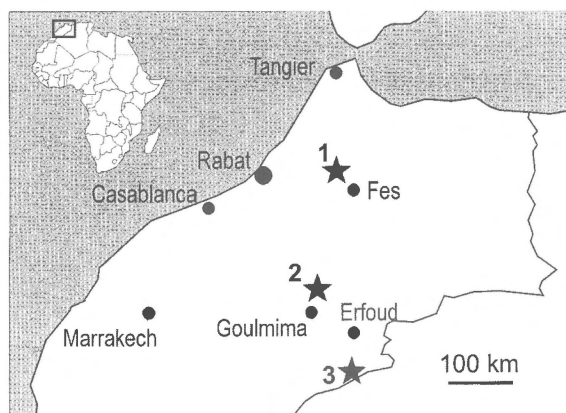 Tangier
1
Rabat
Fes
Casablanca
2
Erfoud
Goulmima
Marrakech
3
100 km